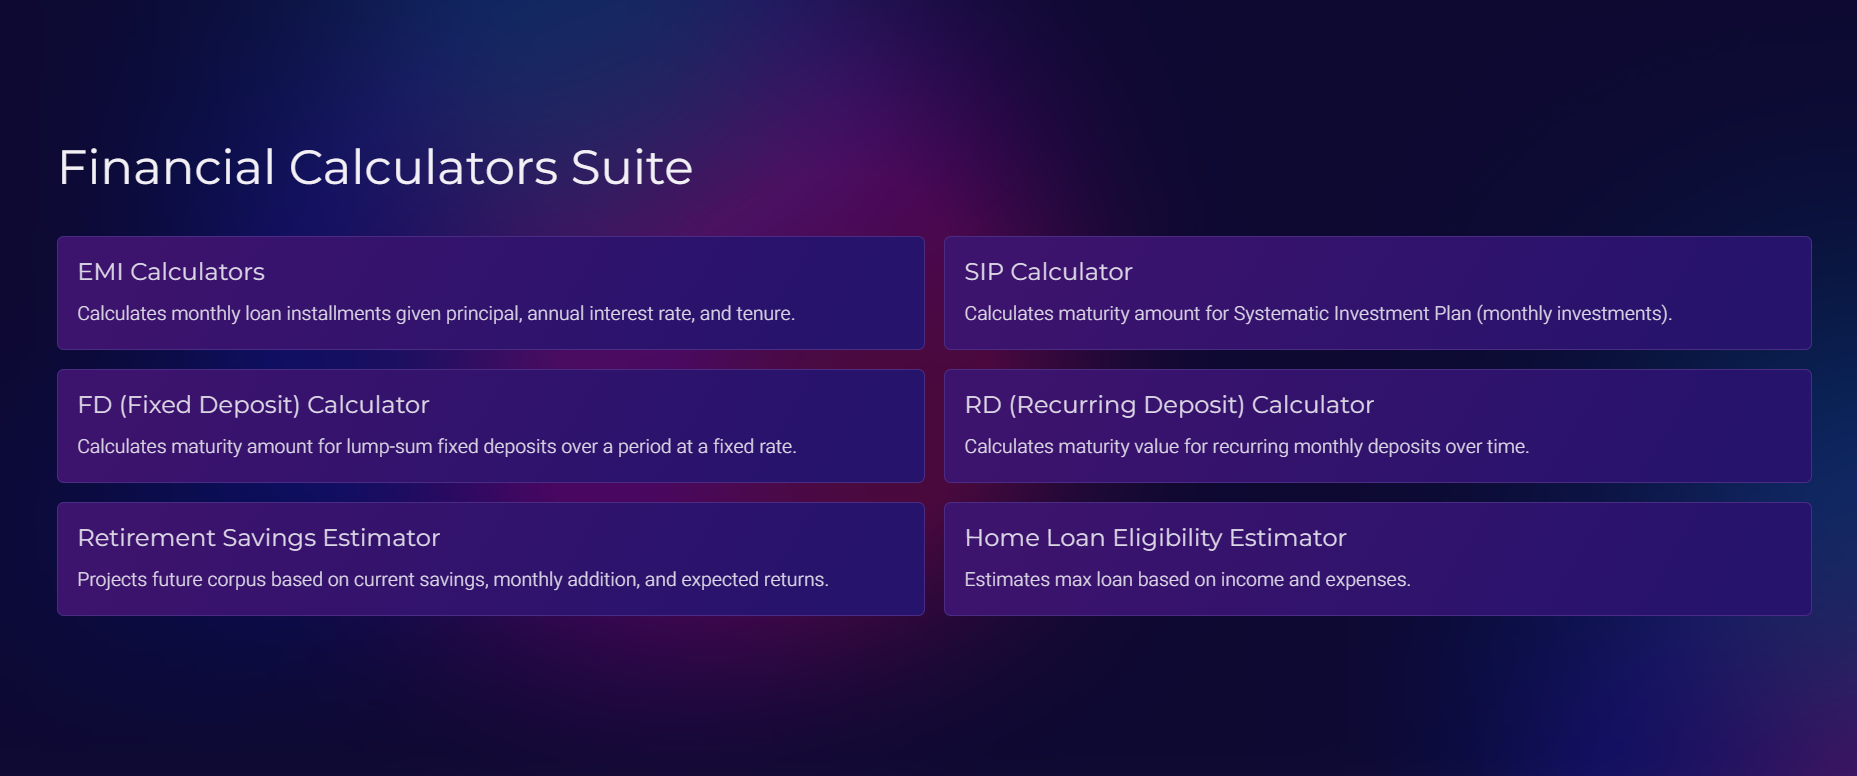 Financial Calculators Suite
EMI Calculators
Calculates monthly loan installments given principal, annual interest rate, and tenure.
SIP Calculator
Calculates maturity amount for Systematic Investment Plan (monthly investments).
FD (Fixed Deposit) Calculator
Calculates maturity amount for lump-sum fixed deposits over a period at a fixed rate.
RD (Recurring Deposit) Calculator
Calculates maturity value for recurring monthly deposits over time.
Retirement Savings Estimator
Projects future corpus based on current savings, monthly addition, and expected returns.
Home Loan Eligibility Estimator
Estimates max loan based on income and expenses.